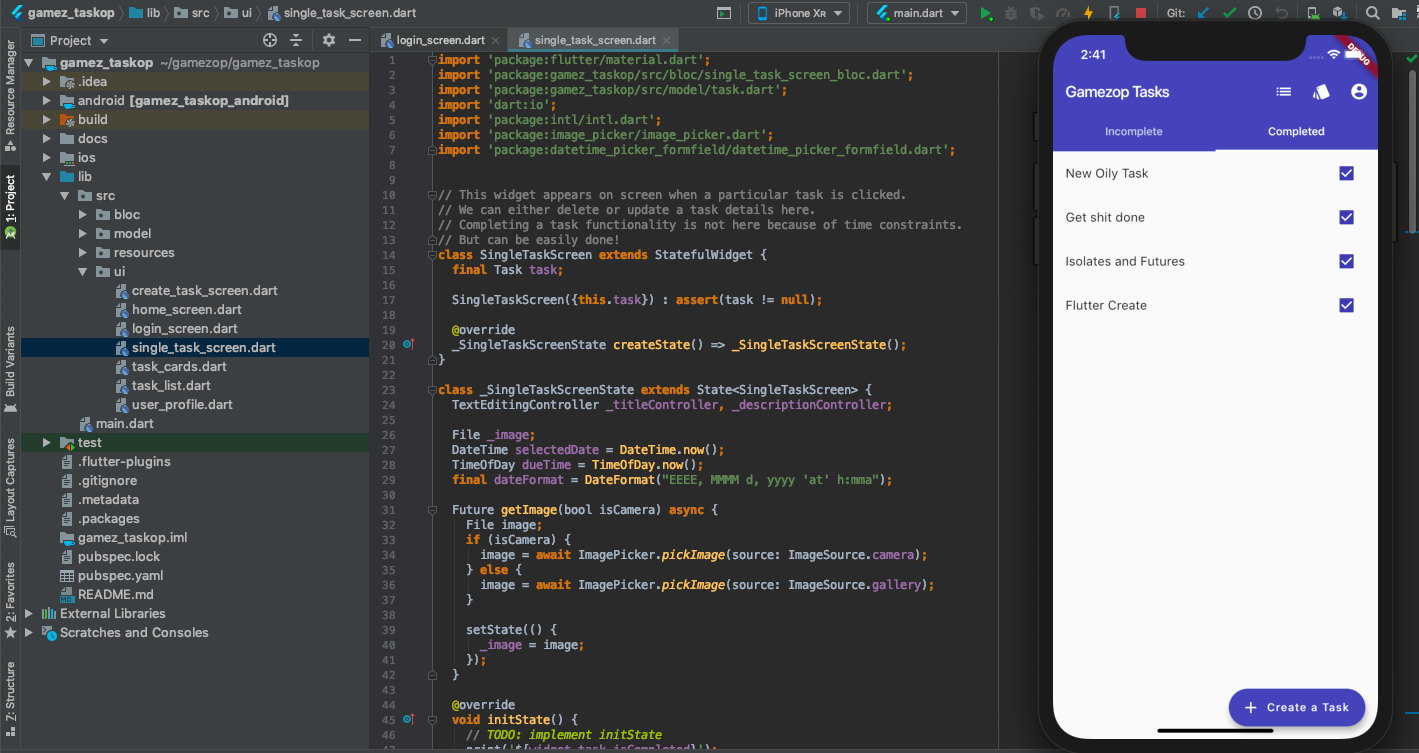 gamez_taskop lib src ui single_task_screen.dart
iPhone XR main.dart Git:
Project
login_screen.dart single_task_screen.dart
Resource Manager
1: Project
Build Variants
Layout Captures
2: Favorites
Z: Structure
gamez_taskop ~/gamezop/gamez_taskop
.idea
android [gamez_taskop_android]
build
docs
ios
lib
src
bloc
model
resources
ui
create_task_screen.dart
home_screen.dart
login_screen.dart
single_task_screen.dart
task_cards.dart
task_list.dart
user_profile.dart
main.dart
test
.flutter-plugins
.gitignore
.metadata
.packages
gamez_taskop.iml
pubspec.lock
pubspec.yaml
README.md
External Libraries
Scratches and Consoles
1 import 'package:flutter/material.dart';
2 import 'package:gamez_taskop/src/bloc/single_task_screen_bloc.dart';
3 import 'package:gamez_taskop/src/model/task.dart';
4 import 'dart:io';
5 import 'package:intl/intl.dart';
6 import 'package:image_picker/image_picker.dart';
7 import 'package:datetime_picker_formfield/datetime_picker_formfield.dart';
8
9
10 // This widget appears on screen when a particular task is clicked.
11 // We can either delete or update a task details here.
12 // Completing a task functionality is not here because of time constraints.
13 // But can be easily done!
14 class SingleTaskScreen extends StatefulWidget {
15 final Task task;
16
17 SingleTaskScreen({this.task}) : assert(task != null);
18
19 @override
20 _SingleTaskScreenState createState() => _SingleTaskScreenState();
21 }
22
23 class _SingleTaskScreenState extends State<SingleTaskScreen> {
24 TextEditingController _titleController, _descriptionController;
25
26 File _image;
27 DateTime selectedDate = DateTime.now();
28 TimeOfDay dueTime = TimeOfDay.now();
29 final dateFormat = DateFormat("EEEE, MMMM d, yyyy 'at' h:mma");
30
31 Future getImage(bool isCamera) async {
32 File image;
33 if (isCamera) {
34 image = await ImagePicker.pickImage(source: ImageSource.camera);
35 } else {
36 image = await ImagePicker.pickImage(source: ImageSource.gallery);
37 }
38
39 setState(() {
40 _image = image;
41 });
42 }
43
44 @override
45 void initState() {
46 // TODO: implement initState
47 print('${widget.task.isCompleted}');
2:41
DEBUG
Gamezop Tasks
Incomplete Completed
New Oily Task
Get shit done
Isolates and Futures
Flutter Create
+ Create a Task